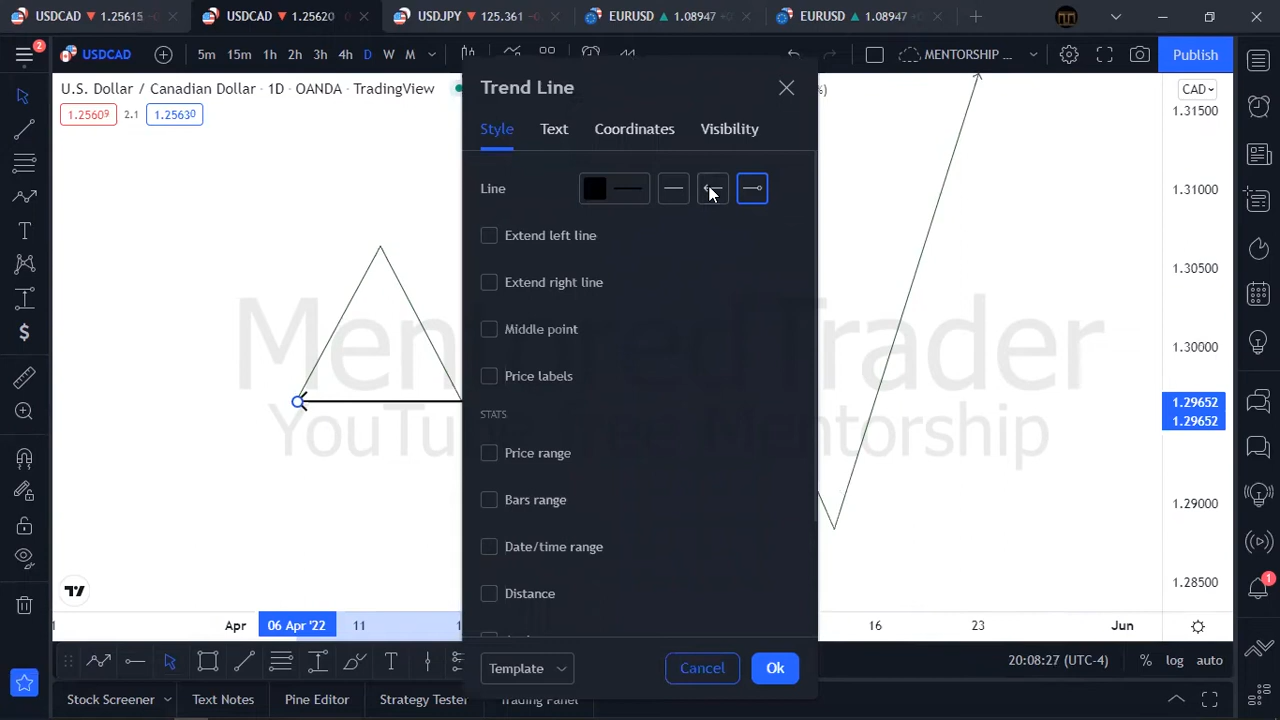 USDCAD 1.25615
USDCAD 1.25620
USDJPY 125.361
EURUSD 1.08947
EURUSD 1.08947
2
USDCAD
5m 15m 1h 2h 3h 4h D W M
MENTORSHIP ...
Publish
U.S. Dollar / Canadian Dollar · 1D · OANDA · TradingView
%)
CAD
1.25609
2.1
1.25630
Trend Line
Style Text Coordinates Visibility
Line
Extend left line
Extend right line
Middle point
Price labels
STATS
Price range
Bars range
Date/time range
Distance
Template
Cancel
Ok
1.31500
1.31000
1.30500
1.30000
1.29652
1.29652
1.29000
1.28500
Apr
06 Apr '22
11
16
23
Jun
20:08:27 (UTC-4)
% log auto
1
Stock Screener
Text Notes
Pine Editor
Strategy Tester
Trading Panel